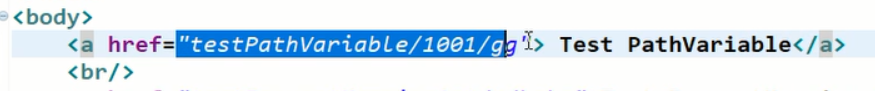 <body>
<a href="testPathVariable/1001/gg"> Test PathVariable</a>
<br/>